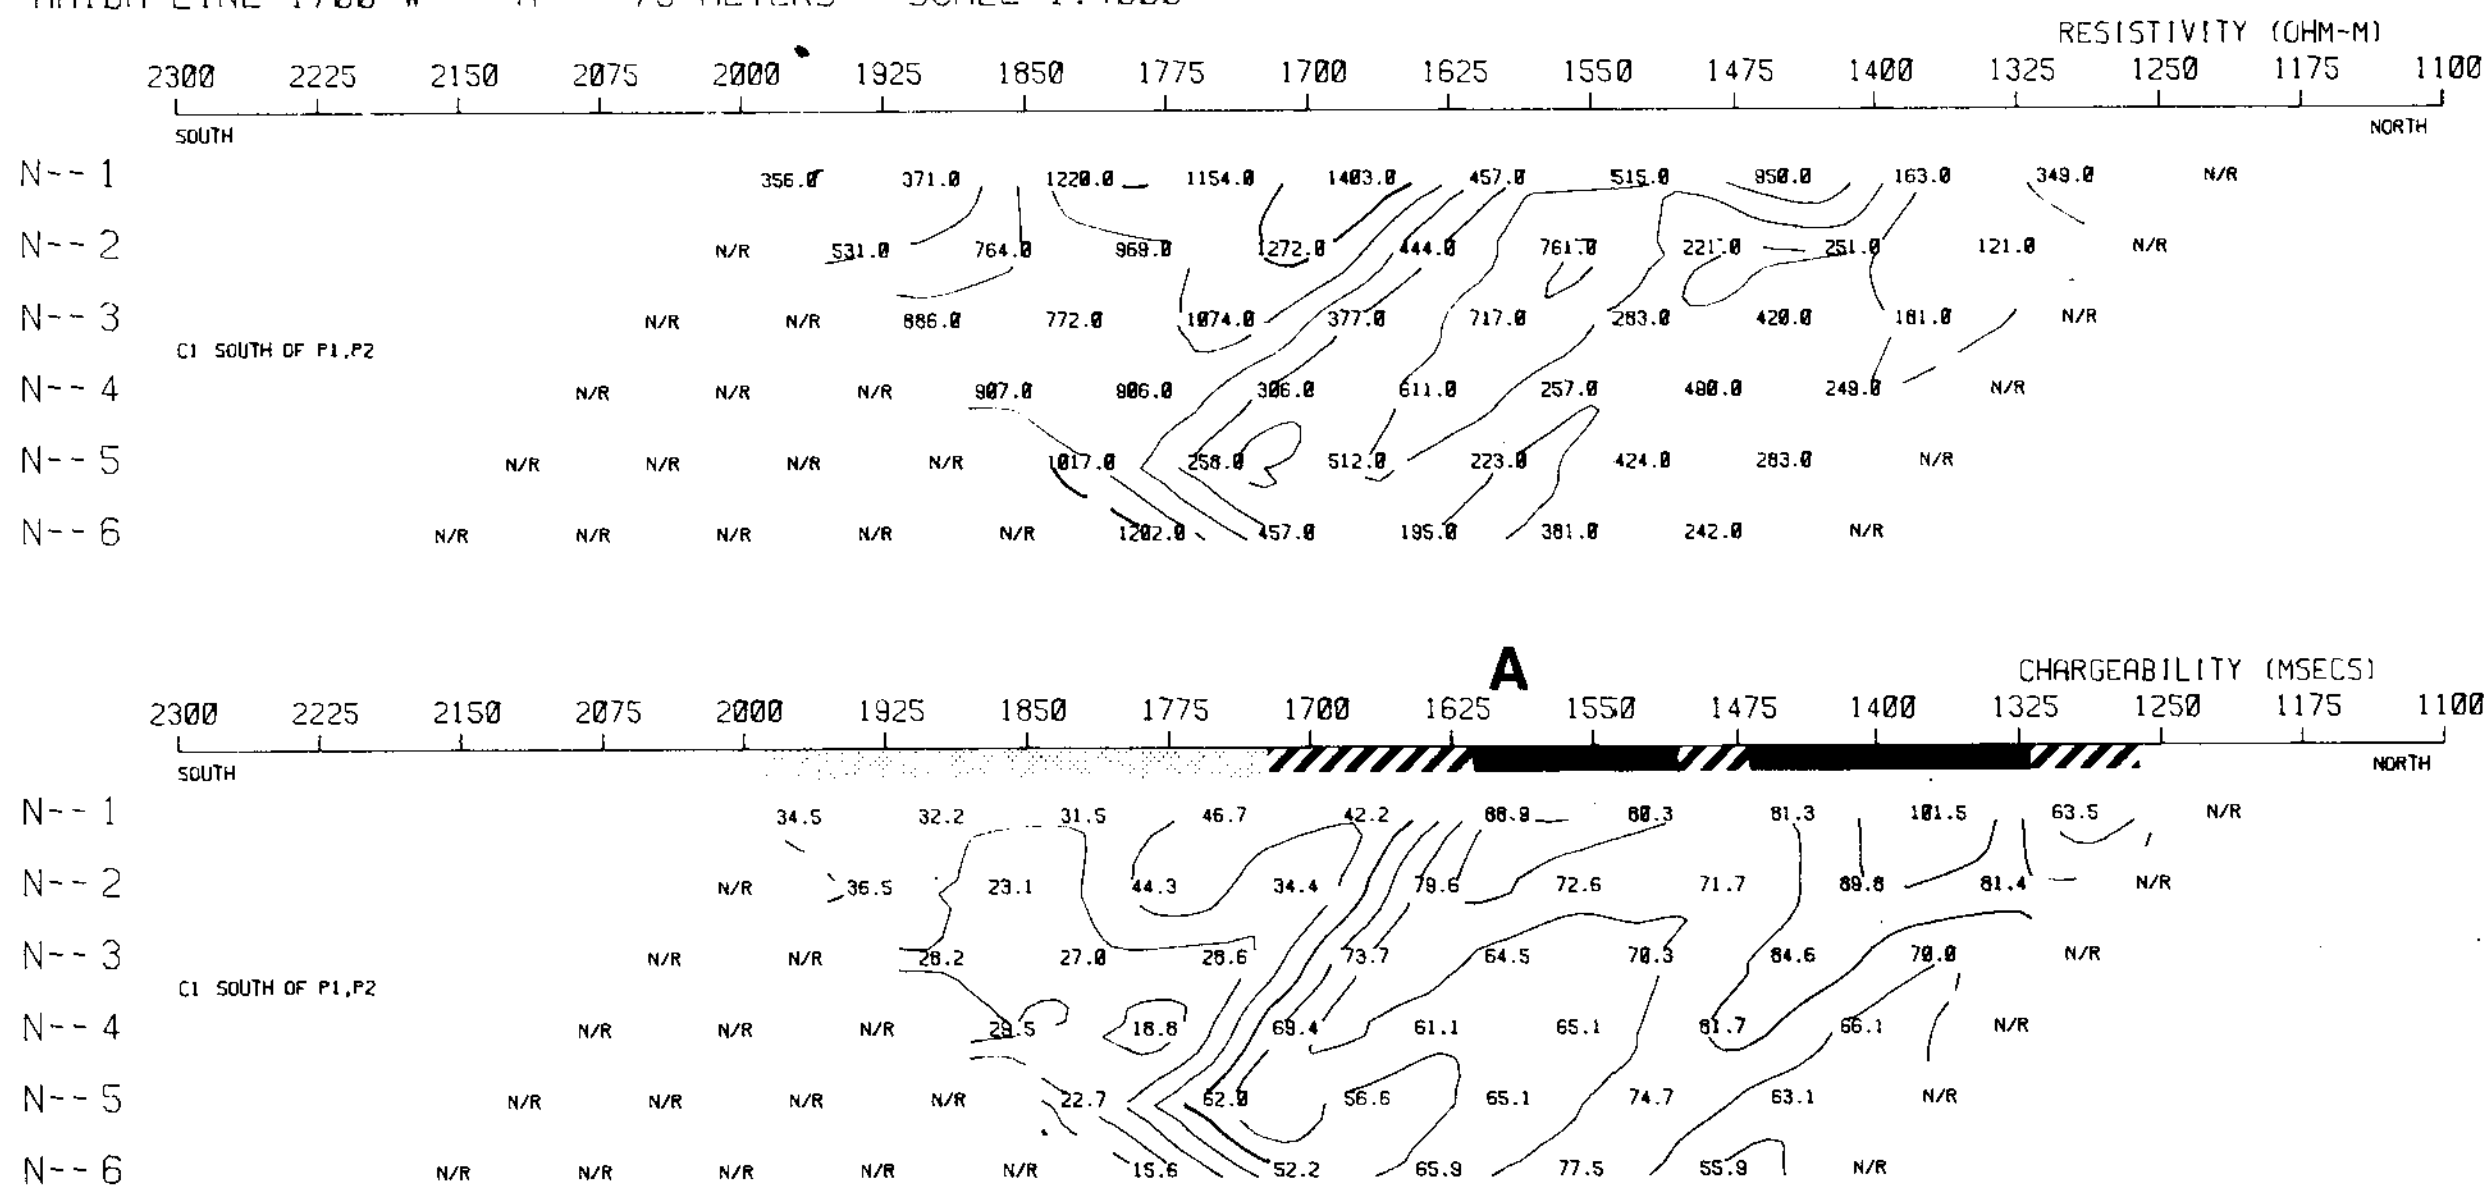 RESISTIVITY (OHM-M)
2300 2225 2150 2075 2000 1925 1850 1775 1700 1625 1550 1475 1400 1325 1250 1175 1100
SOUTH NORTH
N--1 356.0 371.0 1220.0 1154.0 1403.0 457.0 515.0 950.0 163.0 349.0 N/R
N--2 N/R 531.0 764.0 969.0 1272.0 444.0 761.0 221.0 251.0 121.0 N/R
N--3 N/R N/R 886.0 772.0 1074.0 377.0 717.0 283.0 420.0 181.0 N/R
C1 SOUTH OF P1,P2
N--4 N/R N/R N/R 907.0 906.0 306.0 611.0 257.0 480.0 249.0 N/R
N--5 N/R N/R N/R N/R 1017.0 258.0 512.0 223.0 424.0 283.0 N/R
N--6 N/R N/R N/R N/R N/R 1202.0 457.0 195.0 381.0 242.0 N/R
A
CHARGEABILITY (MSECS)
2300 2225 2150 2075 2000 1925 1850 1775 1700 1625 1550 1475 1400 1325 1250 1175 1100
SOUTH NORTH
N--1 34.5 32.2 31.5 46.7 42.2 88.9 80.3 81.3 101.5 63.5 N/R
N--2 N/R 36.5 23.1 44.3 34.4 79.6 72.6 71.7 89.8 81.4 N/R
N--3 N/R N/R 28.2 27.0 28.6 73.7 64.5 70.3 84.6 70.0 N/R
C1 SOUTH OF P1,P2
N--4 N/R N/R N/R 29.5 18.8 69.4 61.1 65.1 81.7 66.1 N/R
N--5 N/R N/R N/R N/R 22.7 62.0 56.6 65.1 74.7 63.1 N/R
N--6 N/R N/R N/R N/R N/R 15.6 52.2 65.9 77.5 55.9 N/R